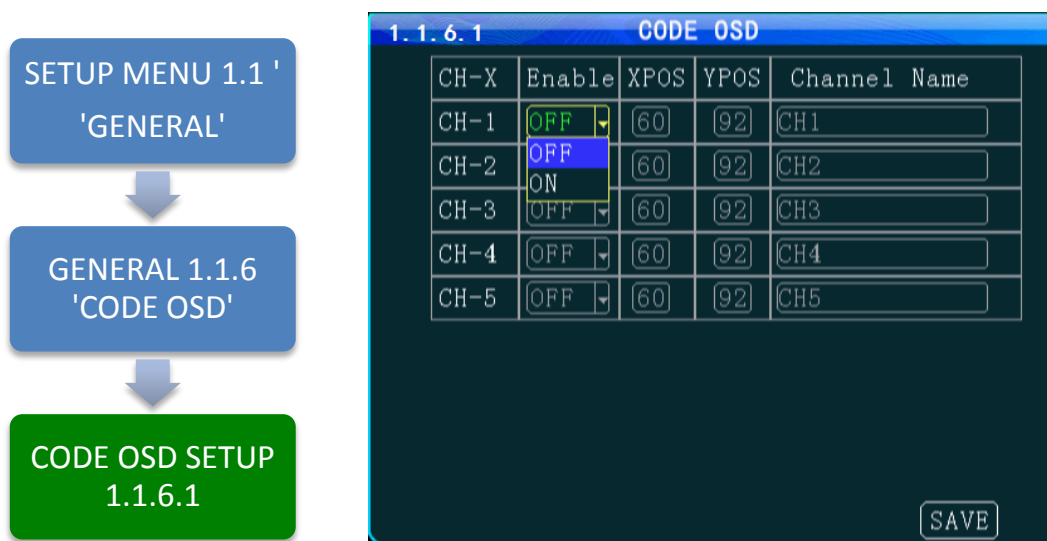 SETUP MENU 1.1 '
'GENERAL'
GENERAL 1.1.6
'CODE OSD'
CODE OSD SETUP
1.1.6.1
1.1.6.1 CODE OSD
CH-X Enable XPOS YPOS Channel Name
CH-1 OFF 60 92 CH1
OFF
CH-2 60 92 CH2
ON
CH-3 OFF 60 92 CH3
CH-4 OFF 60 92 CH4
CH-5 OFF 60 92 CH5
SAVE